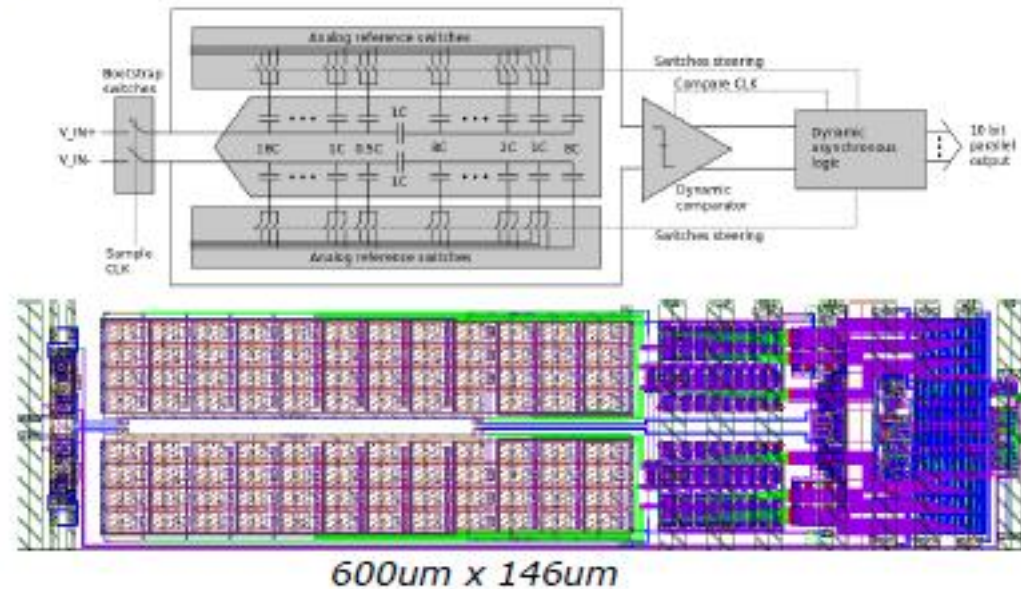 Analog reference switches
Switches steering
Bootstrap
switches
Compare CLK
1C
V_IN+
Dynamic
asynchronous
logic
10 bit
parallel
output
1C 0.5C 8C 2C 1C 8C
V_IN-
1C
Dynamic
comparator
Sample
CLK
Analog reference switches
Switches steering
600um x 146um